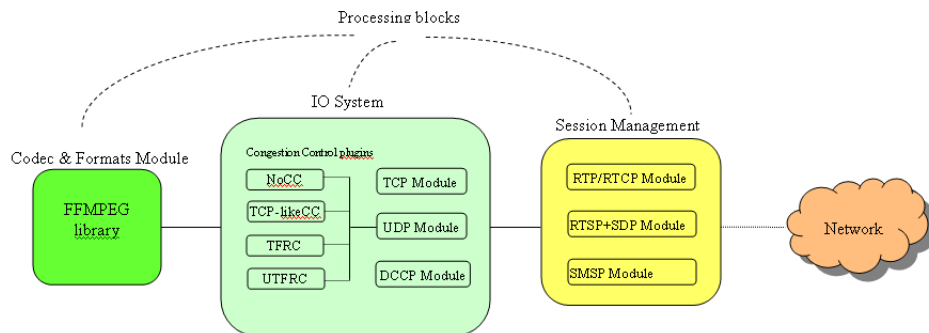 Processing blocks
IO System
Session Management
Codec & Formats Module
Congestion Control plugins
NoCC
TCP-likeCC
TFRC
UTFRC
TCP Module
UDP Module
DCCP Module
RTP/RTCP Module
RTSP+SDP Module
SMSP Module
FFMPEG
library
Network